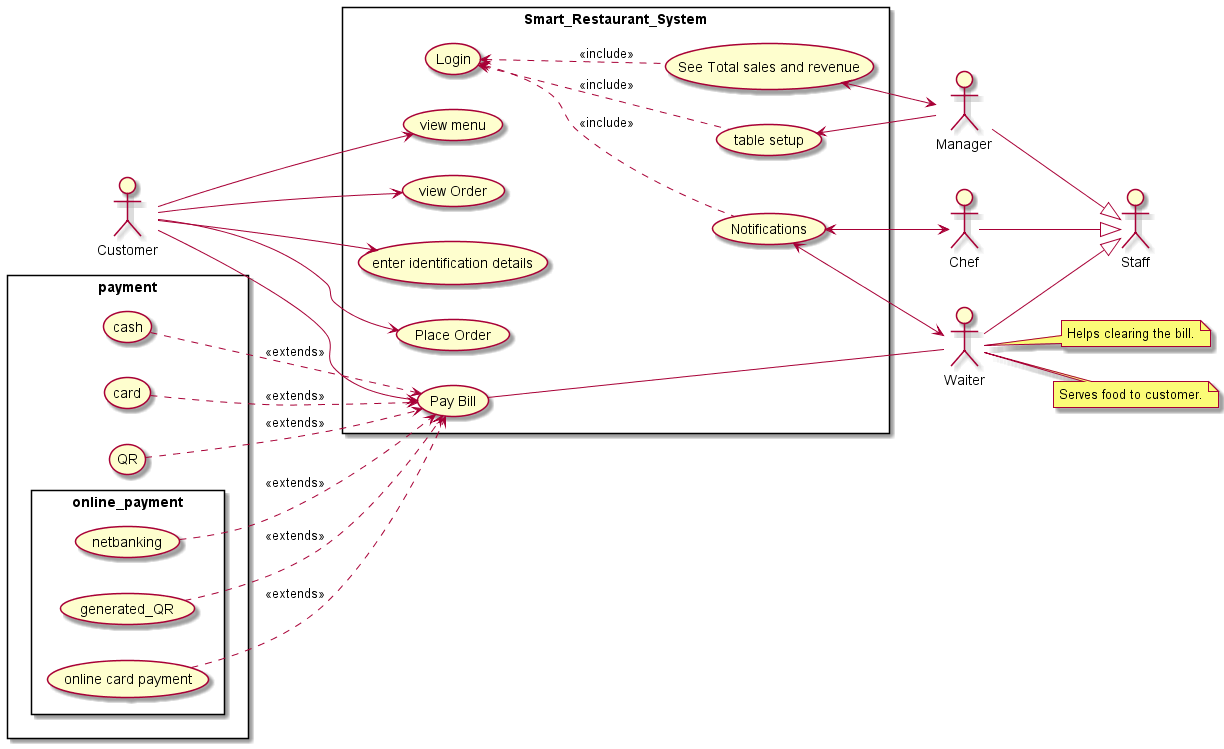 Smart_Restaurant_System
Login
«include»
See Total sales and revenue
«include»
«include»
view menu
table setup
Manager
view Order
Customer
Notifications
Chef
Staff
enter identification details
payment
cash
«extends»
Place Order
Waiter
Helps clearing the bill.
card
«extends»
Pay Bill
Serves food to customer.
QR
«extends»
online_payment
«extends»
netbanking
«extends»
generated_QR
«extends»
online card payment